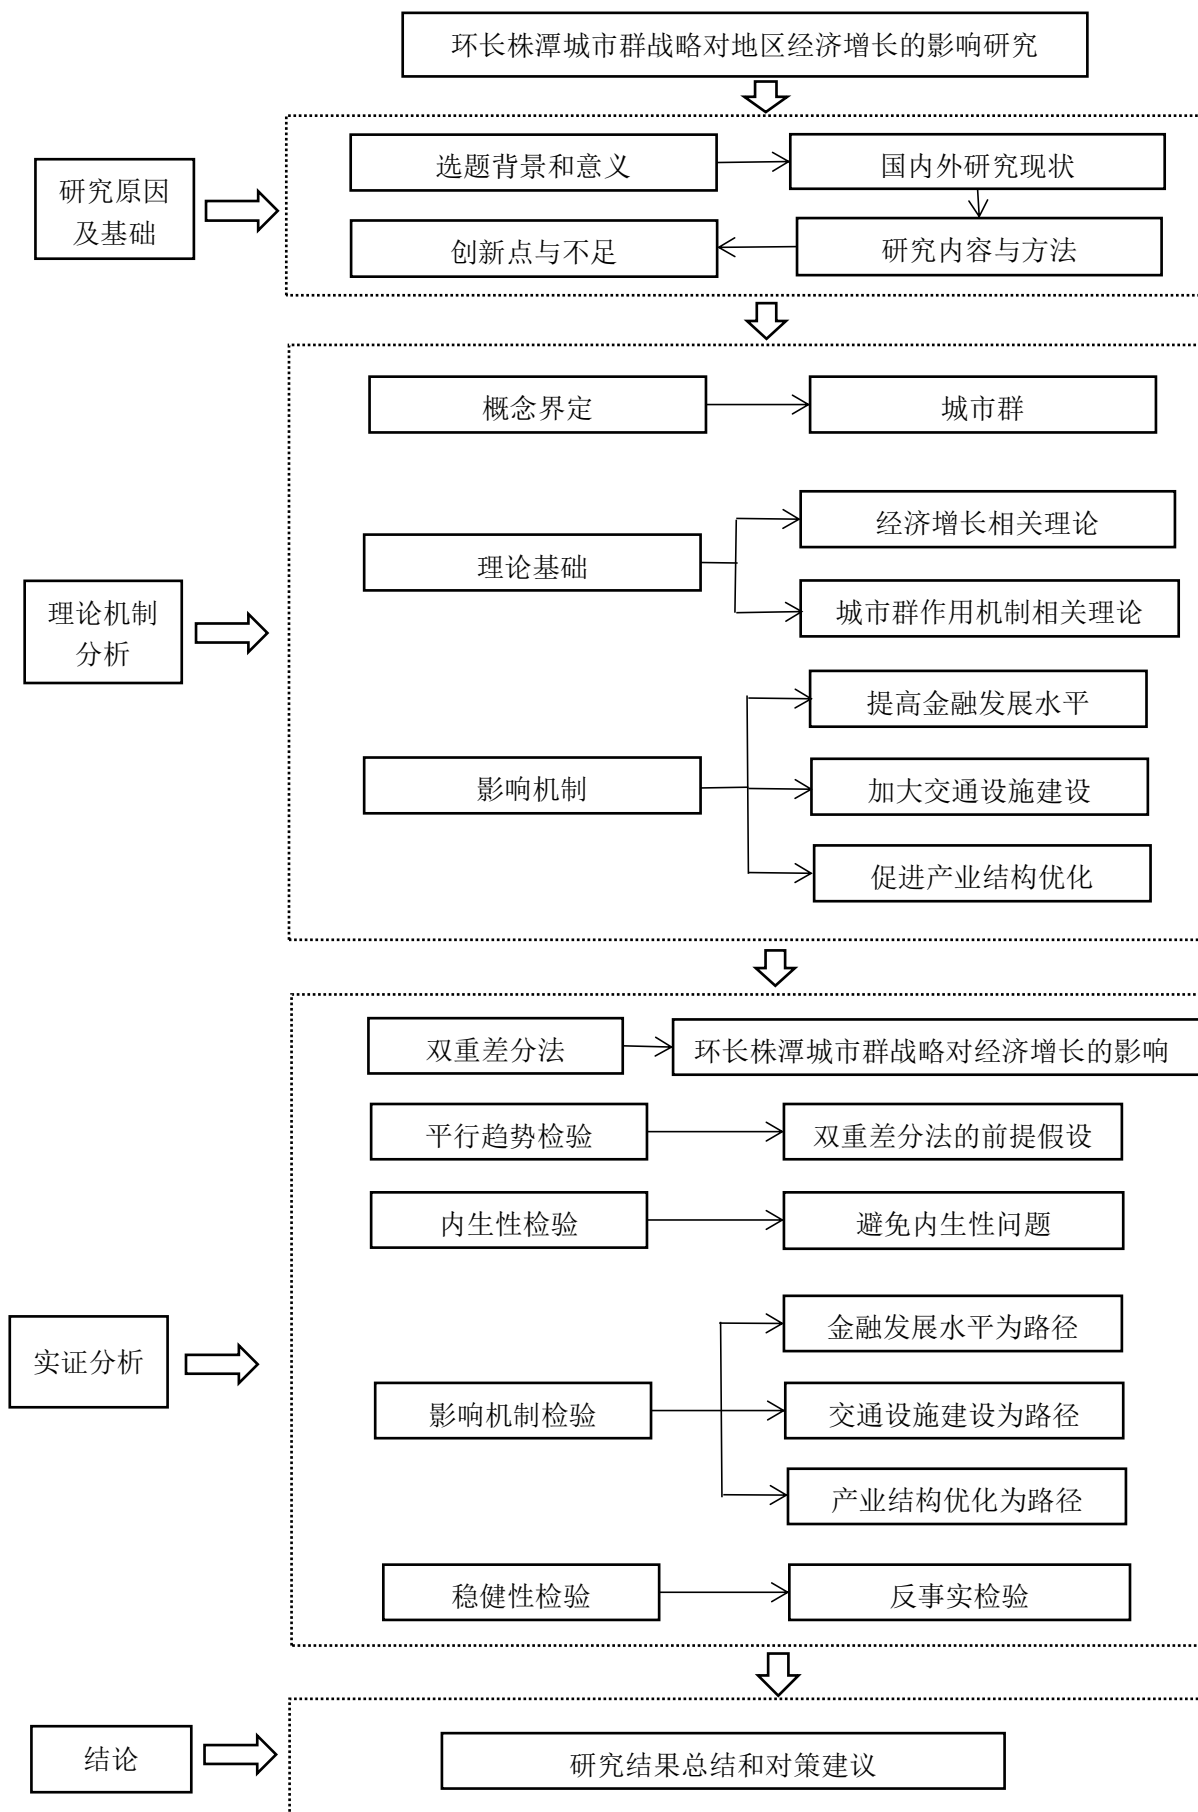 环长株潭城市群战略对地区经济增长的影响研究
研究原因
及基础
选题背景和意义
国内外研究现状
创新点与不足
研究内容与方法
概念界定
城市群
理论机制
分析
理论基础
经济增长相关理论
城市群作用机制相关理论
影响机制
提高金融发展水平
加大交通设施建设
促进产业结构优化
实证分析
双重差分法
环长株潭城市群战略对经济增长的影响
平行趋势检验
双重差分法的前提假设
内生性检验
避免内生性问题
影响机制检验
金融发展水平为路径
交通设施建设为路径
产业结构优化为路径
稳健性检验
反事实检验
结论
研究结果总结和对策建议